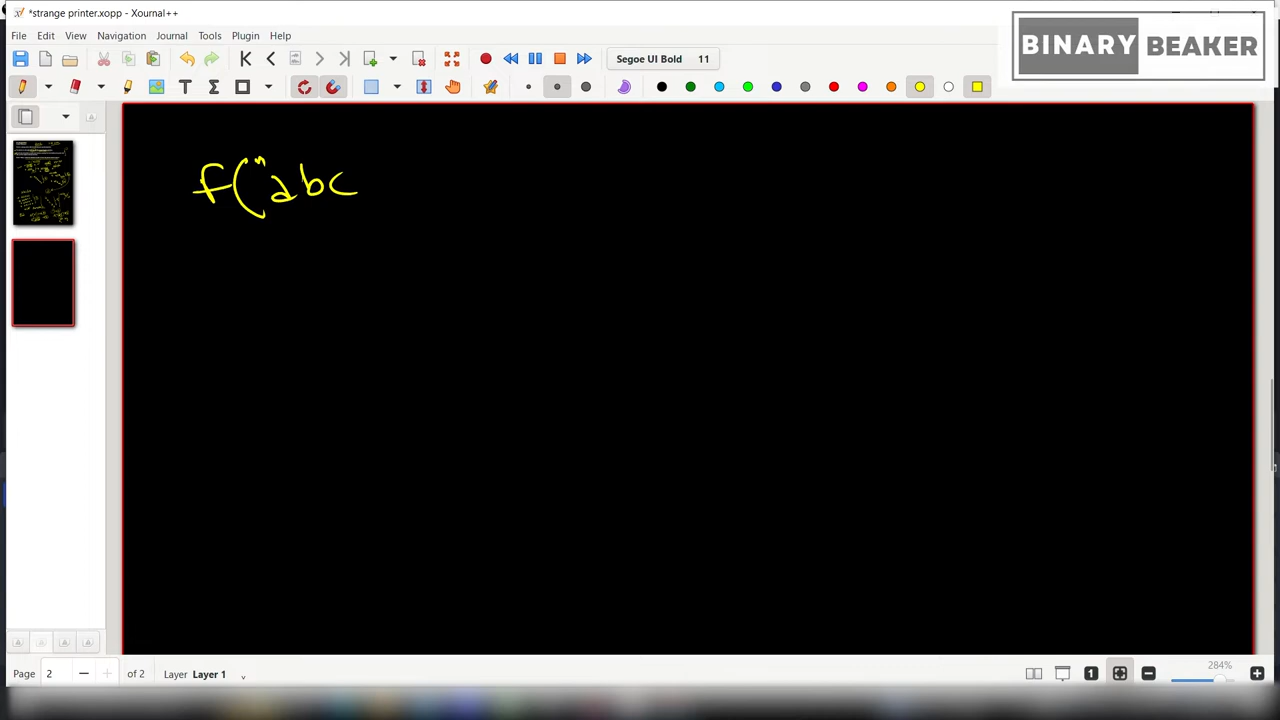 *strange printer.xopp - Xournal++
BINARY BEAKER
File Edit View Navigation Journal Tools Plugin Help
Segoe UI Bold 11
f("abc
Page 2 of 2 Layer Layer 1
284%